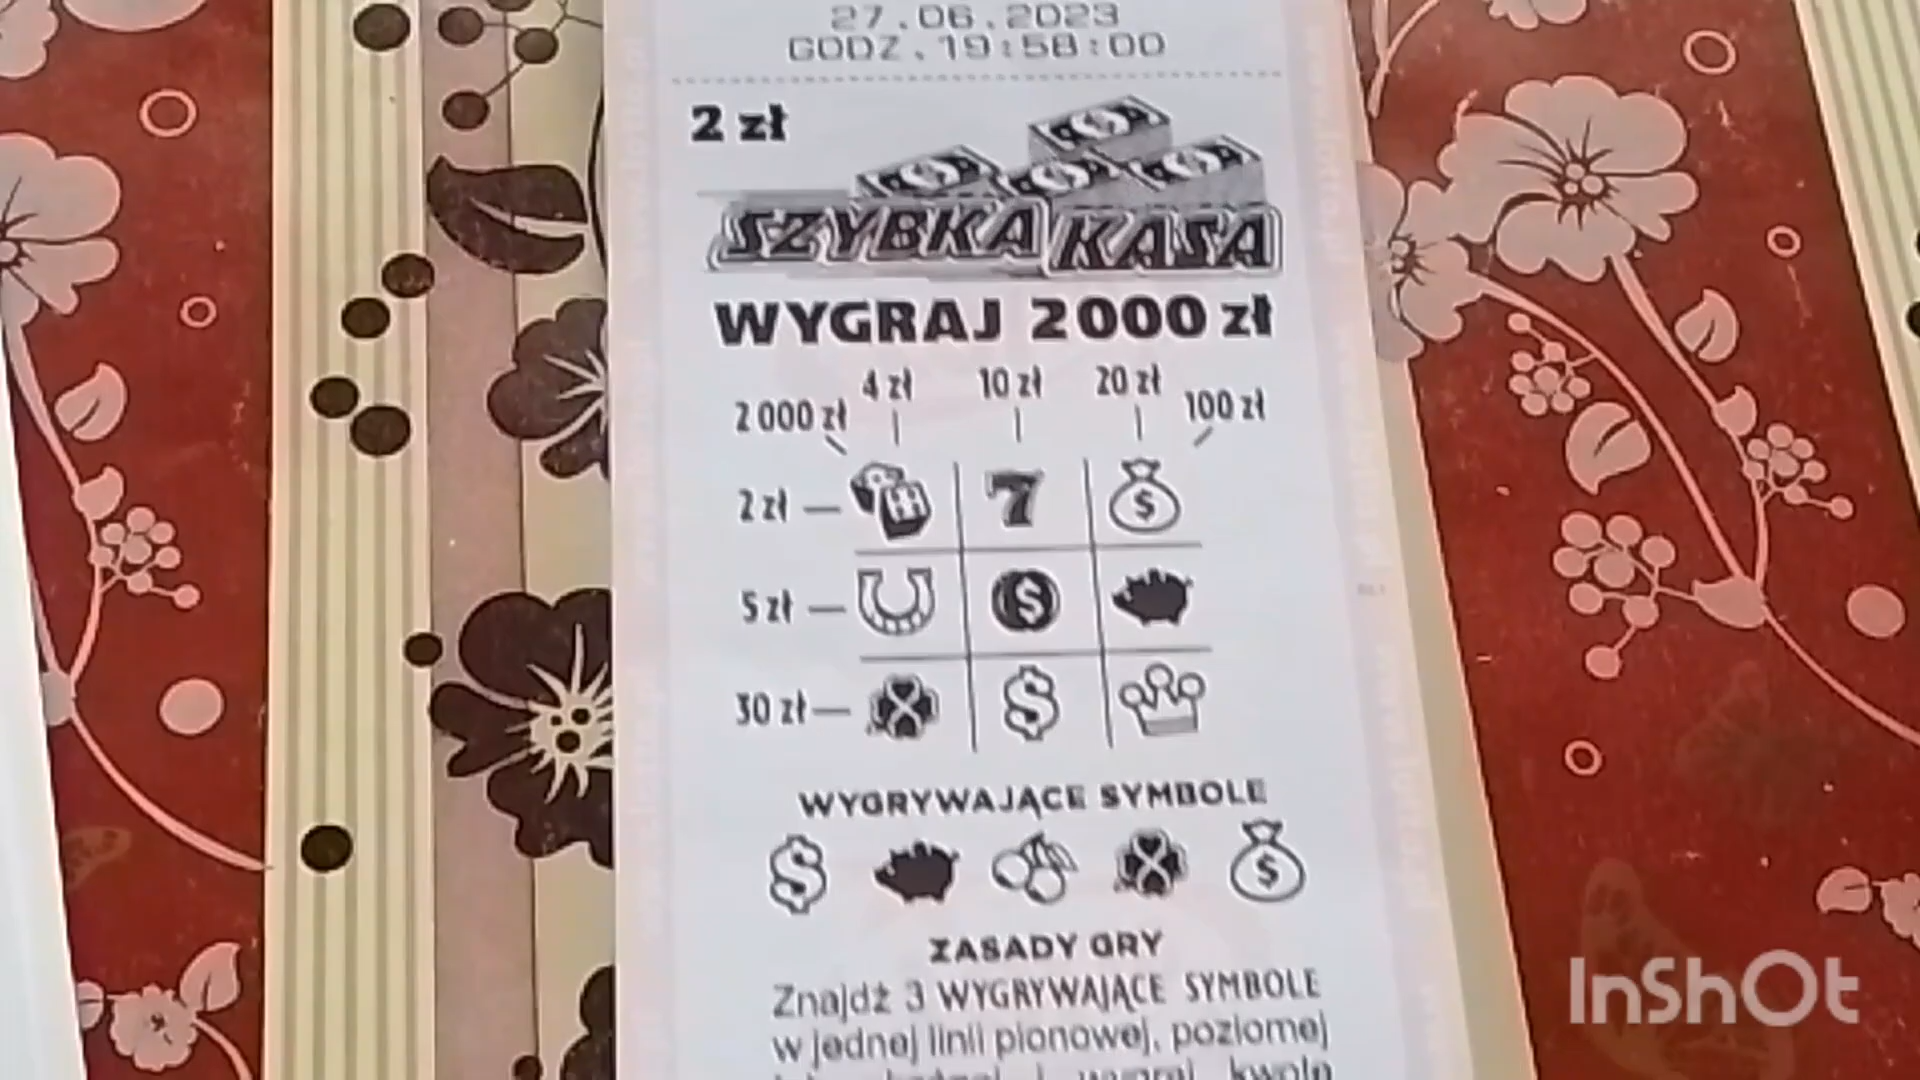 27.06.2023
GODZ.19:58:00
2 zł
SZYBKA KASA
WYGRAJ 2000 zł
4 zł 10 zł 20 zł
2 000 zł 100 zł
2 zł
5 zł
30 zł
WYGRYWAJĄCE SYMBOLE
ZASADY GRY
Znajdź 3 WYGRYWAJĄCE SYMBOLE
w jednej linii pionowej, poziomej
InShOt